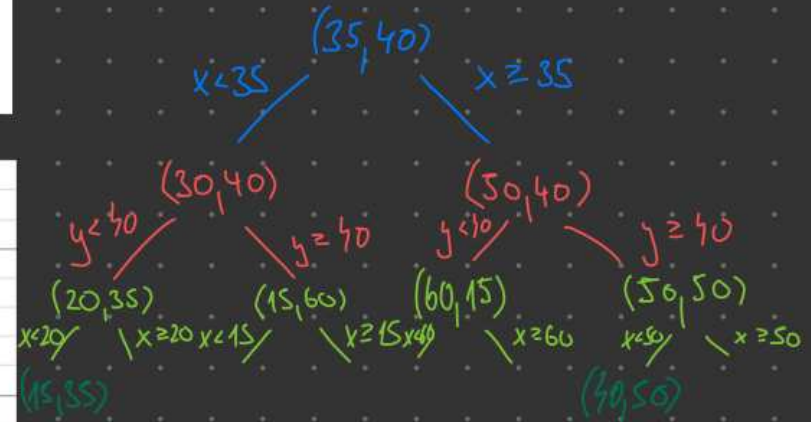 (35,40)
x<35 x≥35
(30,40) (50,40)
y<40 y≥40 y<40 y≥40
(20,35) (15,60) (60,15) (50,50)
x<20 x≥20 x<15 x≥15 x<60 x≥60 x<50 x≥50
(15,35) (40,50)